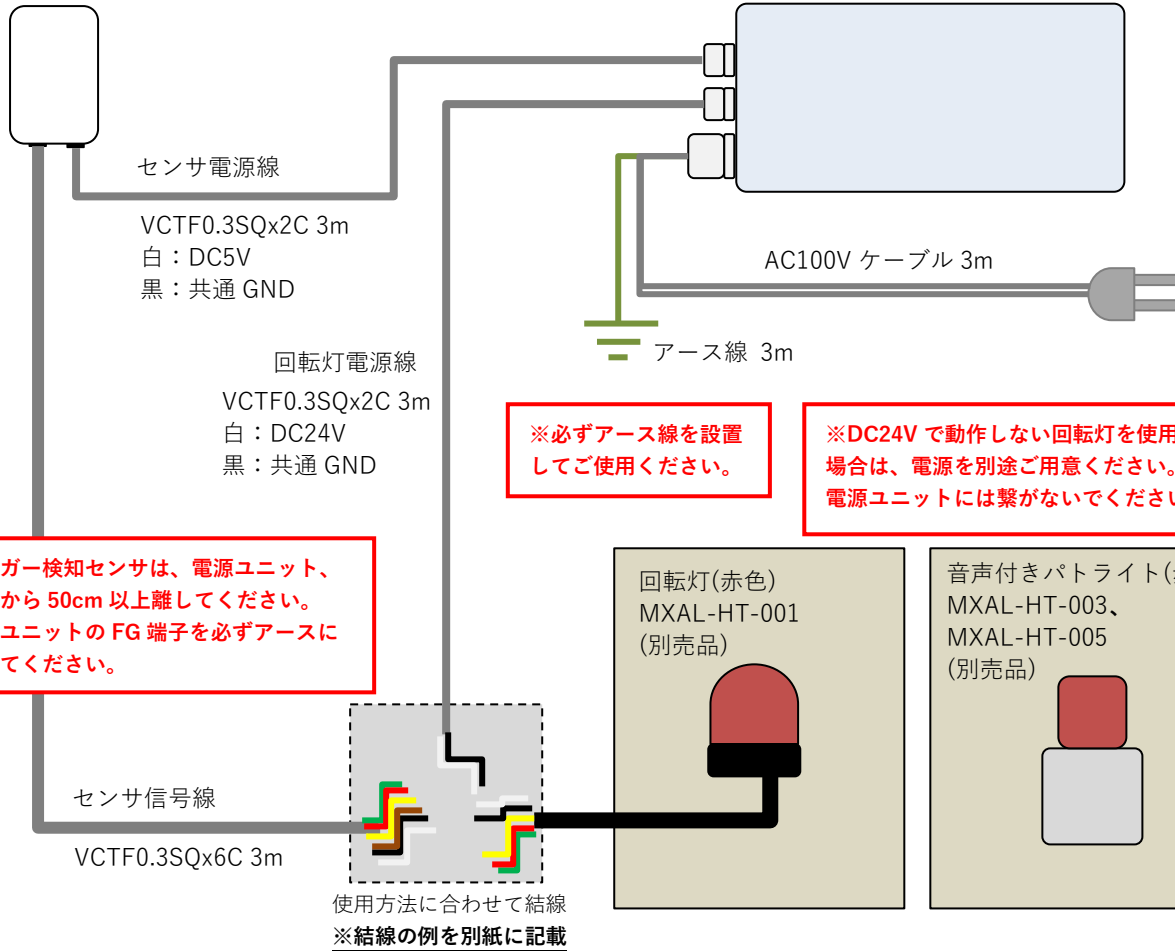 センサ電源線
VCTF0.3SQx2C 3m
白：DC5V
黒：共通 GND
AC100V ケーブル 3m
アース線 3m
回転灯電源線
VCTF0.3SQx2C 3m
白：DC24V
黒：共通 GND
※必ずアース線を設置
してご使用ください。
※DC24V で動作しない回転灯を使用
場合は、電源を別途ご用意ください。
電源ユニットには繋がないでくださ
ガー検知センサは、電源ユニット、
から 50cm 以上離してください。
ユニットの FG 端子を必ずアースに
てください。
回転灯(赤色)
MXAL-HT-001
(別売品)
音声付きパトライト(
MXAL-HT-003、
MXAL-HT-005
(別売品)
センサ信号線
VCTF0.3SQx6C 3m
使用方法に合わせて結線
※結線の例を別紙に記載